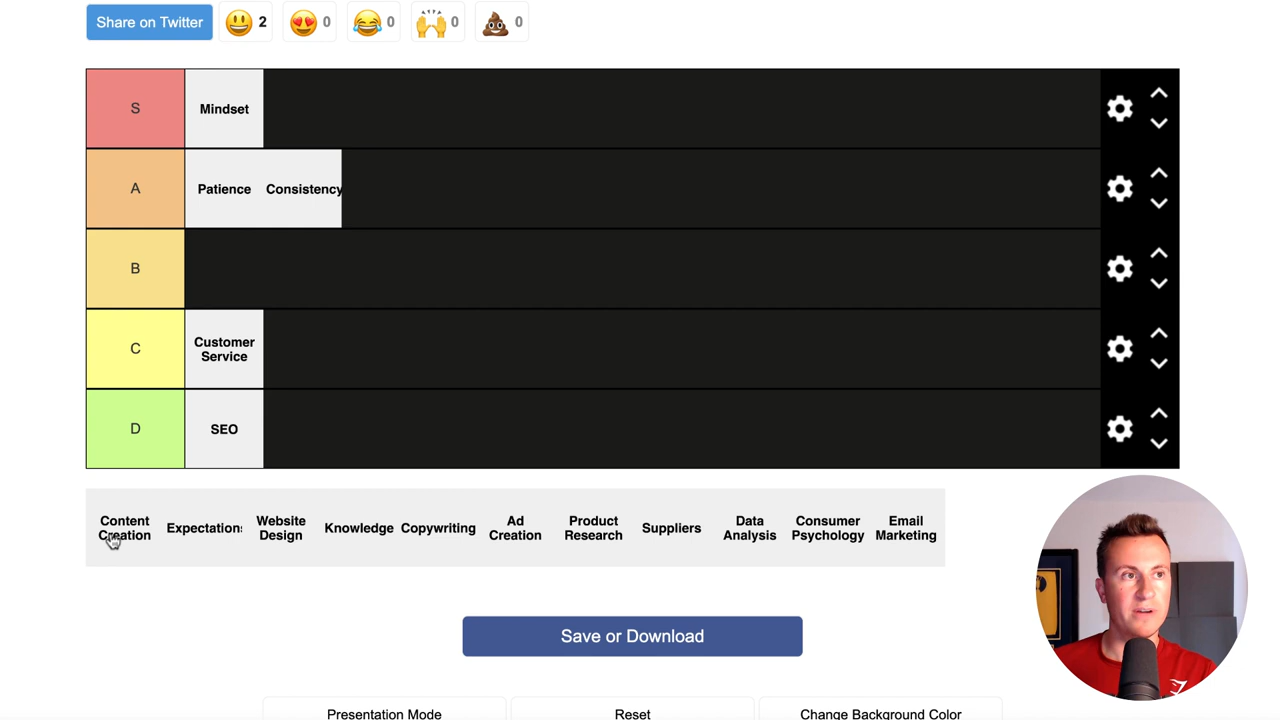 Share on Twitter 2 0 0 0 0
S Mindset
A Patience Consistency
B
C Customer
Service
D SEO
Content
Creation
Expectation
Website
Design
Knowledge
Copywriting
Ad
Creation
Product
Research
Suppliers
Data
Analysis
Consumer
Psychology
Email
Marketing
Save or Download
Presentation Mode Reset Change Background Color